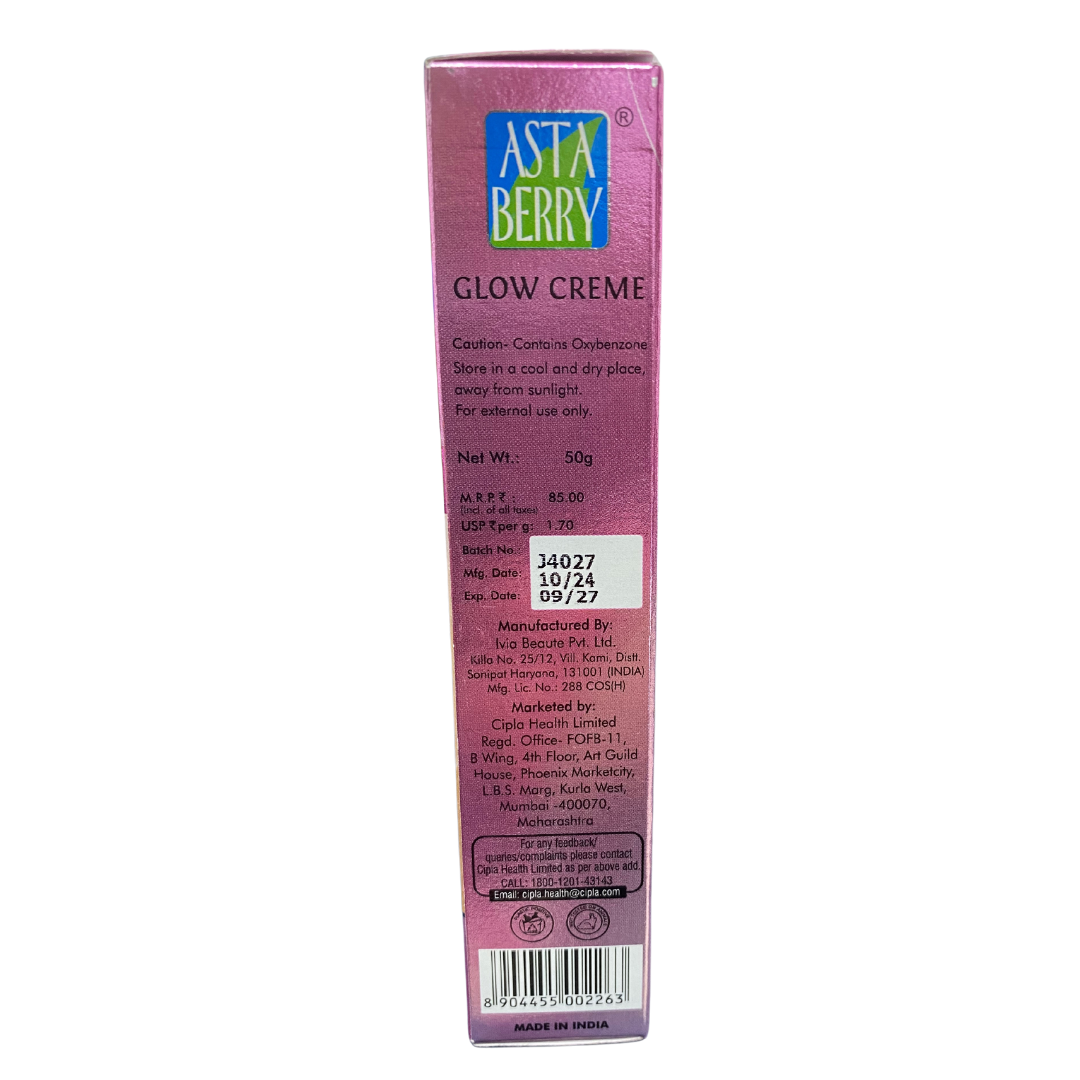 ASTA
BERRY
®
GLOW CREME
Caution- Contains Oxybenzone
Store in a cool and dry place,
away from sunlight.
For external use only.
Net Wt.: 50g
M.R.P. ₹ : 85.00
(Incl. of all taxes)
USP ₹ per g: 1.70
Batch No.: J4027
Mfg. Date: 10/24
Exp. Date: 09/27
Manufactured By:
Ivia Beaute Pvt. Ltd.
Killa No. 25/12, Vill. Kami, Distt.
Sonipat Haryana, 131001 (INDIA)
Mfg. Lic. No.: 288 COS(H)
Marketed by:
Cipla Health Limited
Regd. Office- FOFB-11,
B Wing, 4th Floor, Art Guild
House, Phoenix Marketcity,
L.B.S. Marg, Kurla West,
Mumbai -400070,
Maharashtra
For any feedback/
queries/complaints please contact
Cipla Health Limited as per above add.
CALL: 1800-1201-43143
Email: cipla.health@cipla.com
8 904455 002263
MADE IN INDIA